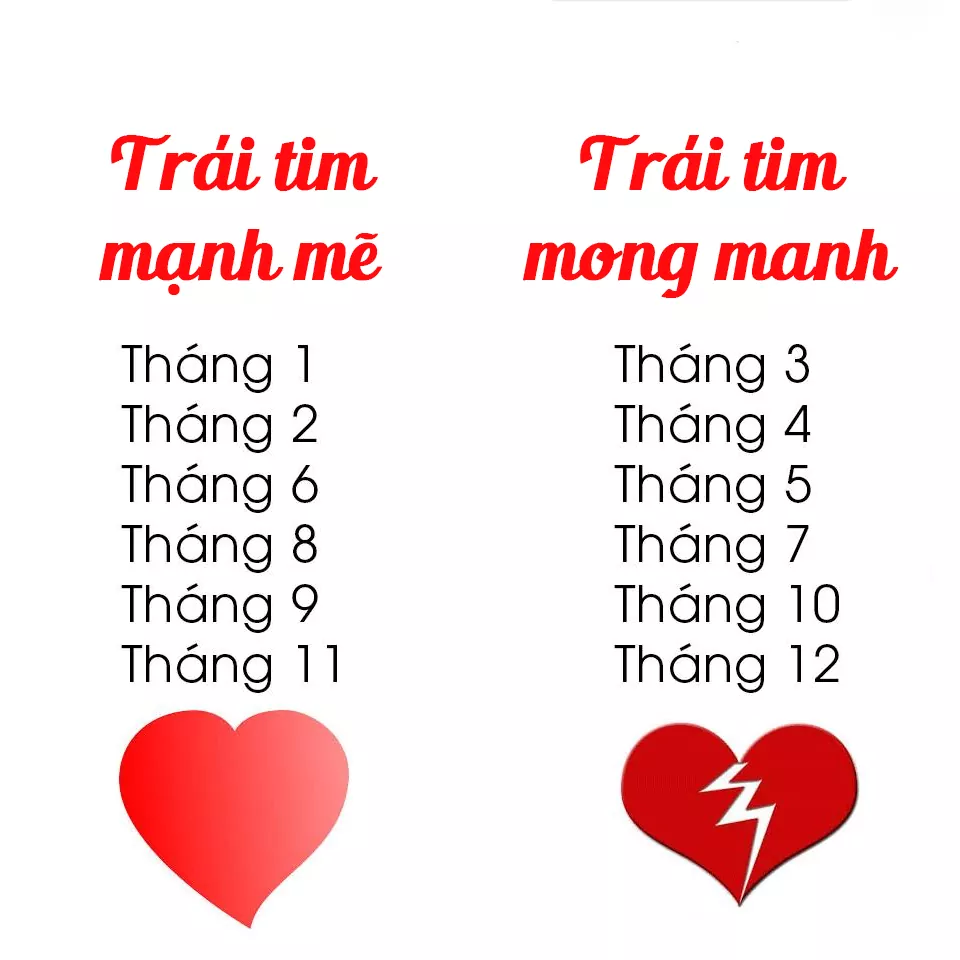 Trái tim
mạnh mẽ
Tháng 1
Tháng 2
Tháng 6
Tháng 8
Tháng 9
Tháng 11
Trái tim
mong manh
Tháng 3
Tháng 4
Tháng 5
Tháng 7
Tháng 10
Tháng 12